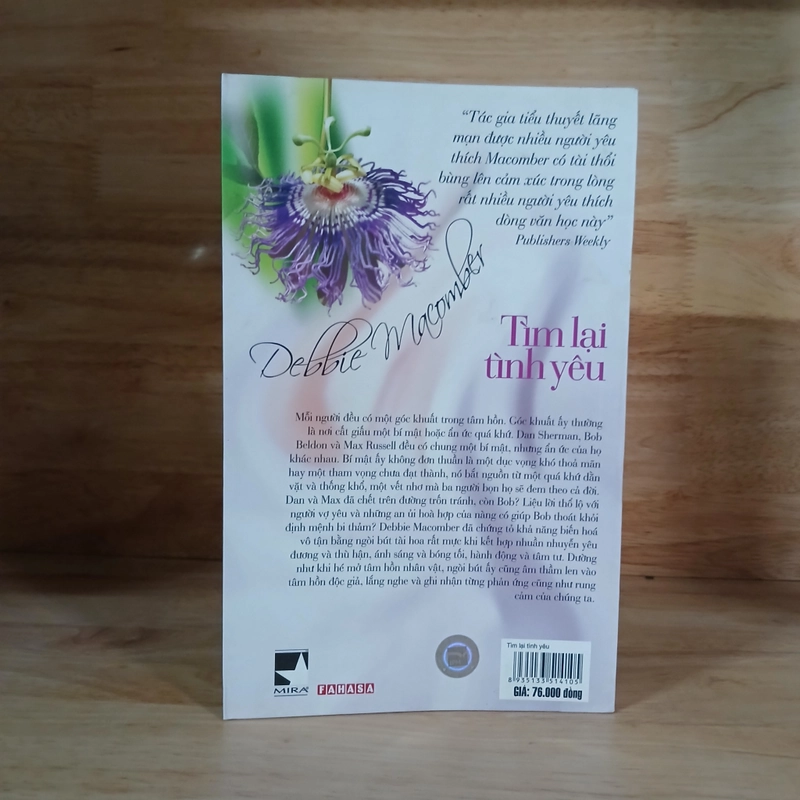 “Tác gia tiểu thuyết lãng
mạn được nhiều người yêu
thích Macomber có tài thổi
bùng lên cảm xúc trong lòng
rất nhiều người yêu thích
dòng văn học này”
Publishers Weekly
Debbie Macomber
Tìm lại
tình yêu
Mỗi người đều có một góc khuất trong tâm hồn. Góc khuất ấy thường
là nơi cất giấu một bí mật hoặc ẩn ức quá khứ. Dan Sherman, Bob
Beldon và Max Russell đều có chung một bí mật, nhưng ẩn ức của họ
khác nhau. Bí mật ấy không đơn thuần là một dục vọng khó thoả mãn
hay một tham vọng chưa đạt thành, nó bắt nguồn từ một quá khứ dằn
vặt và thống khổ, một vết nhơ mà ba người bọn họ sẽ đem theo cả đời.
Dan và Max đã chết trên đường trốn tránh, còn Bob? Liệu lời thổ lộ với
người vợ yêu và những an ủi hoà hợp của nàng có giúp Bob thoát khỏi
định mệnh bi thảm? Debbie Macomber đã chứng tỏ khả năng biến hoá
vô tận bằng ngòi bút tài hoa rất mực khi kết hợp nhuần nhuyễn yêu
đương và thù hận, ánh sáng và bóng tối, hành động và tâm tư. Dường
như khi hé mở tâm hồn nhân vật, ngòi bút ấy cũng âm thầm len vào
tâm hồn độc giả, lắng nghe và ghi nhận từng phản ứng cũng như rung
cảm của chúng ta.
MIRA
FAHASA
Tìm lại tình yêu
8 935133 514105
GIÁ: 76.000 đồng